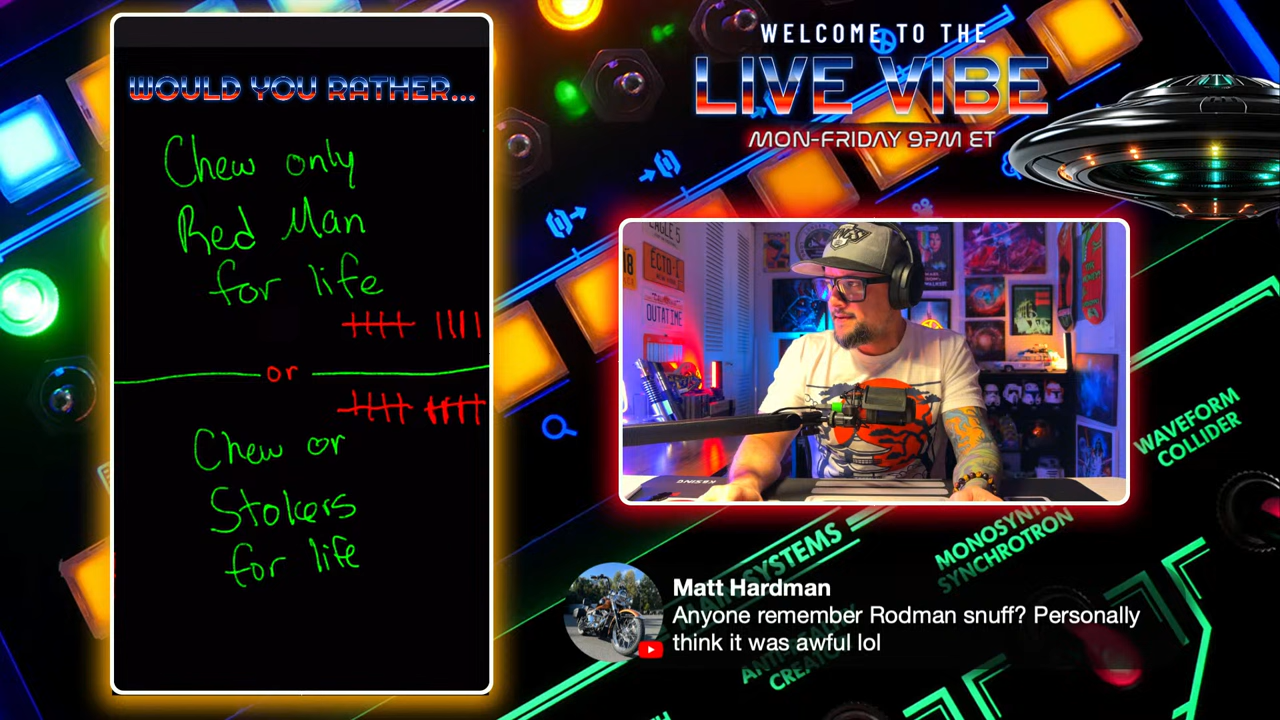 WOULD YOU RATHER...
Chew only
Red Man
for life
or
Chew or
Stokers
for life
WELCOME TO THE
LIVE VIBE
MON-FRIDAY 9PM ET
EAGLE 5
ECTO-1
OUTATIME
WAVEFORM
COLLIDER
SYSTEMS
MONOSYNTH
SYNCHROTRON
Matt Hardman
Anyone remember Rodman snuff? Personally
think it was awful lol